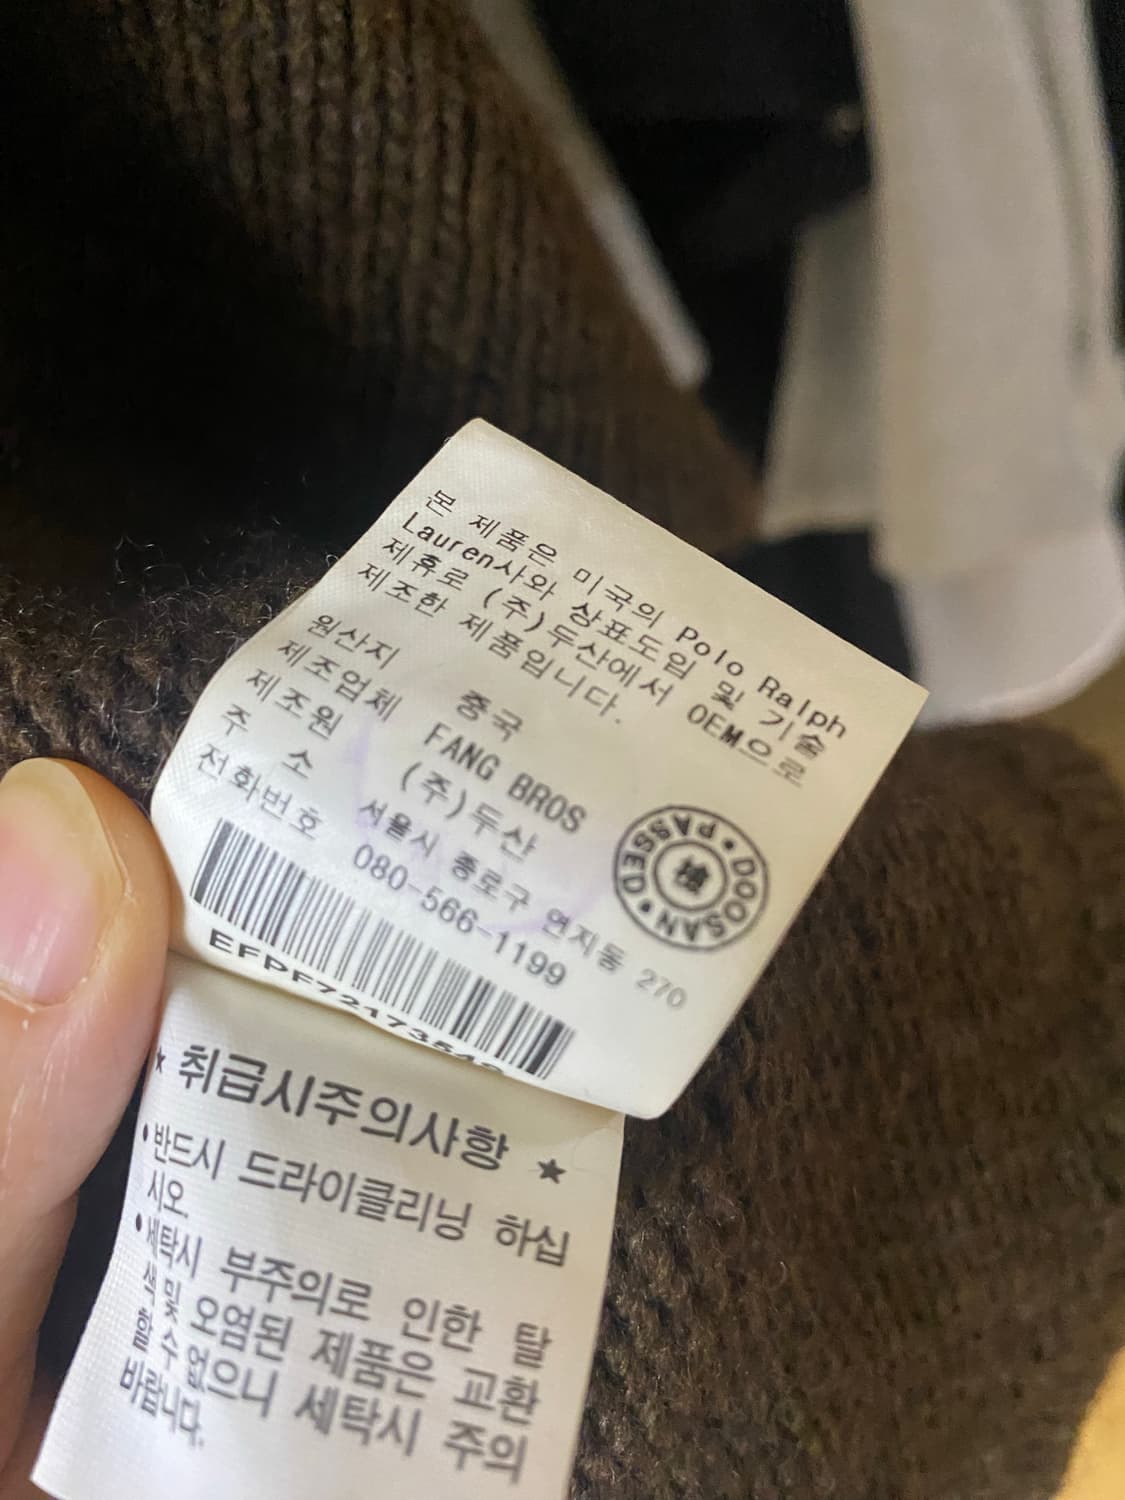 본 제품은 미국의 Polo Ralph
Lauren사와 상표도입 및 기술
제휴로 (주)두산에서 OEM으로
제조한 제품입니다.
원산지 중국
제조업체 FANG BROS
제조원 (주)두산
주 소 서울시 종로구 연지동 270
전화번호 080-566-1199
DOOSAN • PASSED •
檢
★ 취급시주의사항 ★
• 반드시 드라이클리닝 하십
시오
• 세탁시 부주의로 인한 탈
색 및 오염된 제품은 교환
할 수 없으니 세탁시 주의
바랍니다.